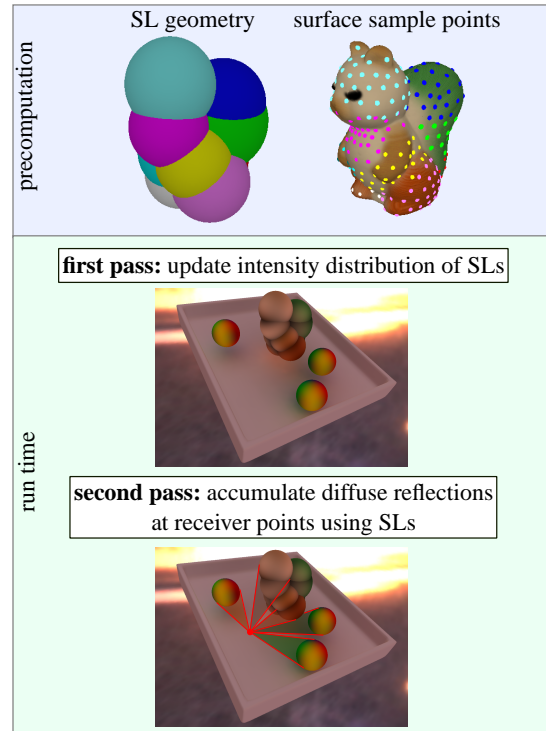 SL geometry
surface sample points
precomputation
first pass: update intensity distribution of SLs
run time
second pass: accumulate diffuse reflections
at receiver points using SLs